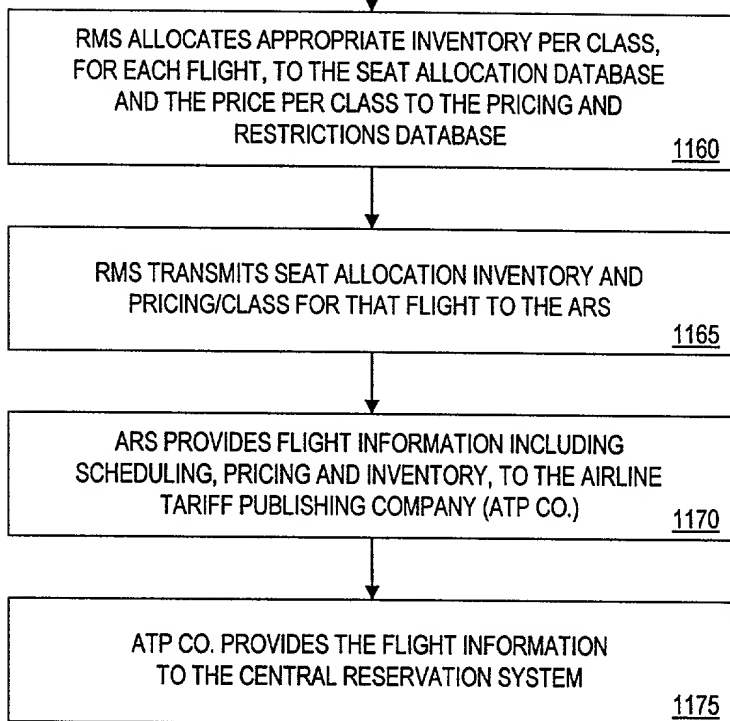 RMS ALLOCATES APPROPRIATE INVENTORY PER CLASS,
FOR EACH FLIGHT, TO THE SEAT ALLOCATION DATABASE
AND THE PRICE PER CLASS TO THE PRICING AND
RESTRICTIONS DATABASE
1160
RMS TRANSMITS SEAT ALLOCATION INVENTORY AND
PRICING/CLASS FOR THAT FLIGHT TO THE ARS
1165
ARS PROVIDES FLIGHT INFORMATION INCLUDING
SCHEDULING, PRICING AND INVENTORY, TO THE AIRLINE
TARIFF PUBLISHING COMPANY (ATP CO.)
1170
ATP CO. PROVIDES THE FLIGHT INFORMATION
TO THE CENTRAL RESERVATION SYSTEM
1175